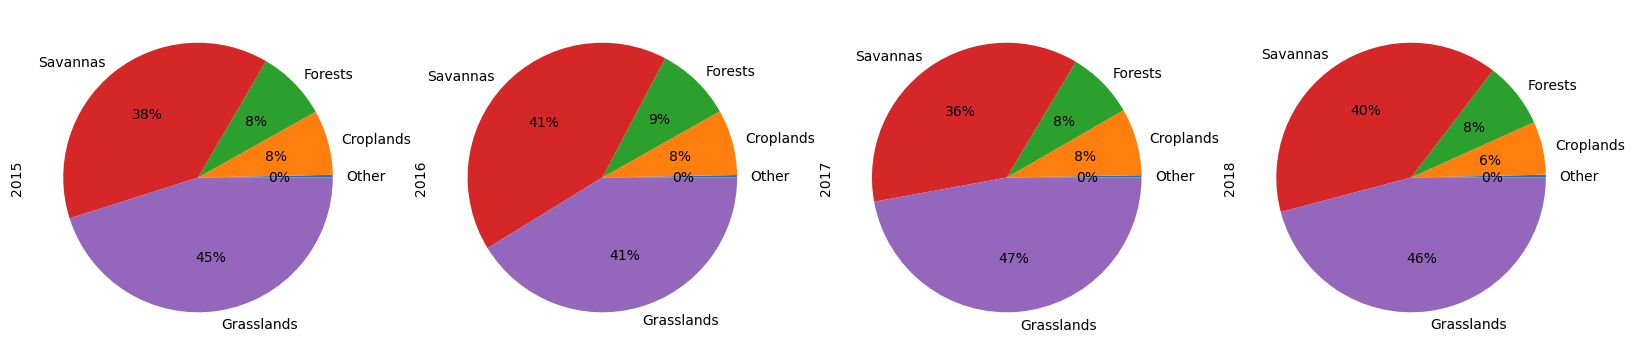 2015
Savannas
Forests
Croplands
Other
Grasslands
38%
8%
8%
0%
45%
2016
Savannas
Forests
Croplands
Other
Grasslands
41%
9%
8%
0%
41%
2017
Savannas
Forests
Croplands
Other
Grasslands
36%
8%
8%
0%
47%
2018
Savannas
Forests
Croplands
Other
Grasslands
40%
8%
6%
0%
46%